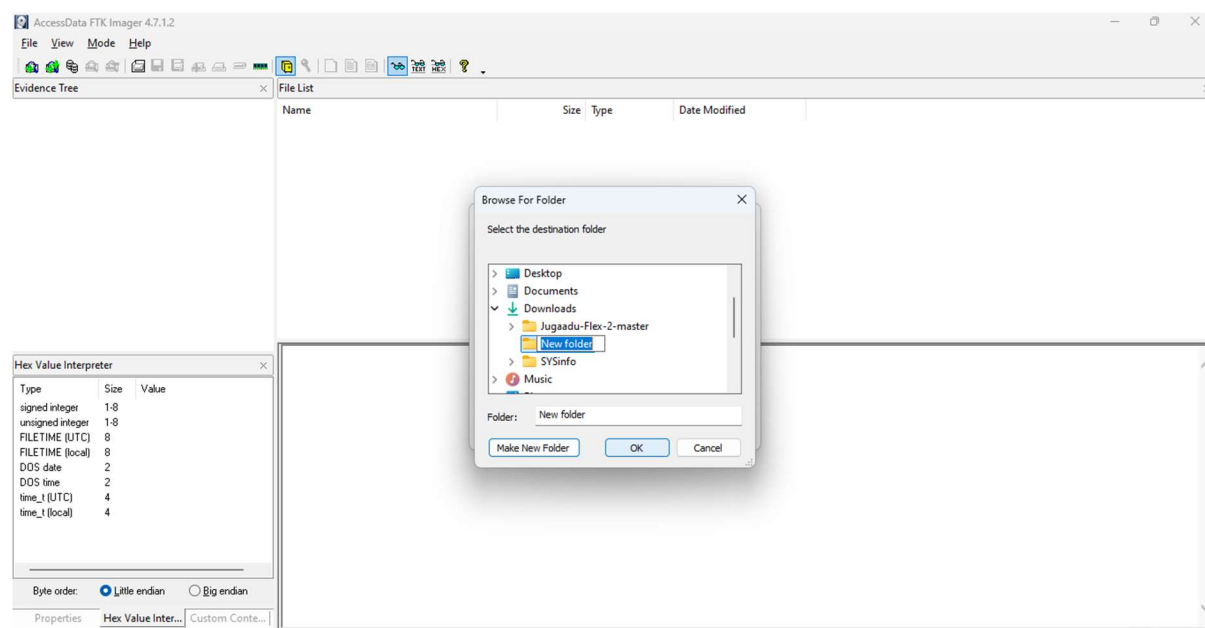 AccessData FTK Imager 4.7.1.2
File View Mode Help
TEXT HEX
Evidence Tree
File List
Name Size Type Date Modified
Browse For Folder
Select the destination folder
Desktop
Documents
Downloads
Jugaadu-Flex-2-master
New folder
SYSinfo
Music
Folder: New folder
Make New Folder OK Cancel
Hex Value Interpreter
Type Size Value
signed integer 1-8
unsigned integer 1-8
FILETIME (UTC) 8
FILETIME (local) 8
DOS date 2
DOS time 2
time_t (UTC) 4
time_t (local) 4
Byte order: Little endian Big endian
Properties Hex Value Inter... Custom Conte...